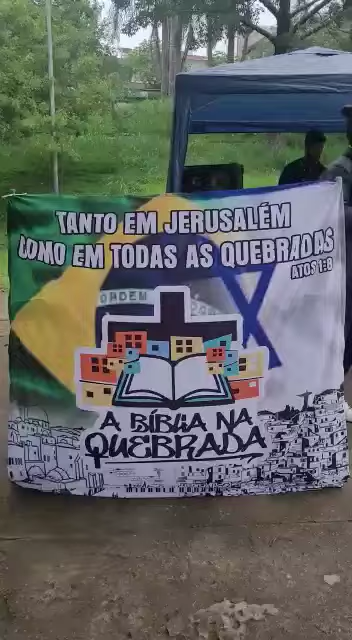 TANTO EM JERUSALÉM
COMO EM TODAS AS QUEBRADAS
ATOS 1:8
ORDEM
A BÍBLIA NA
QUEBRADA